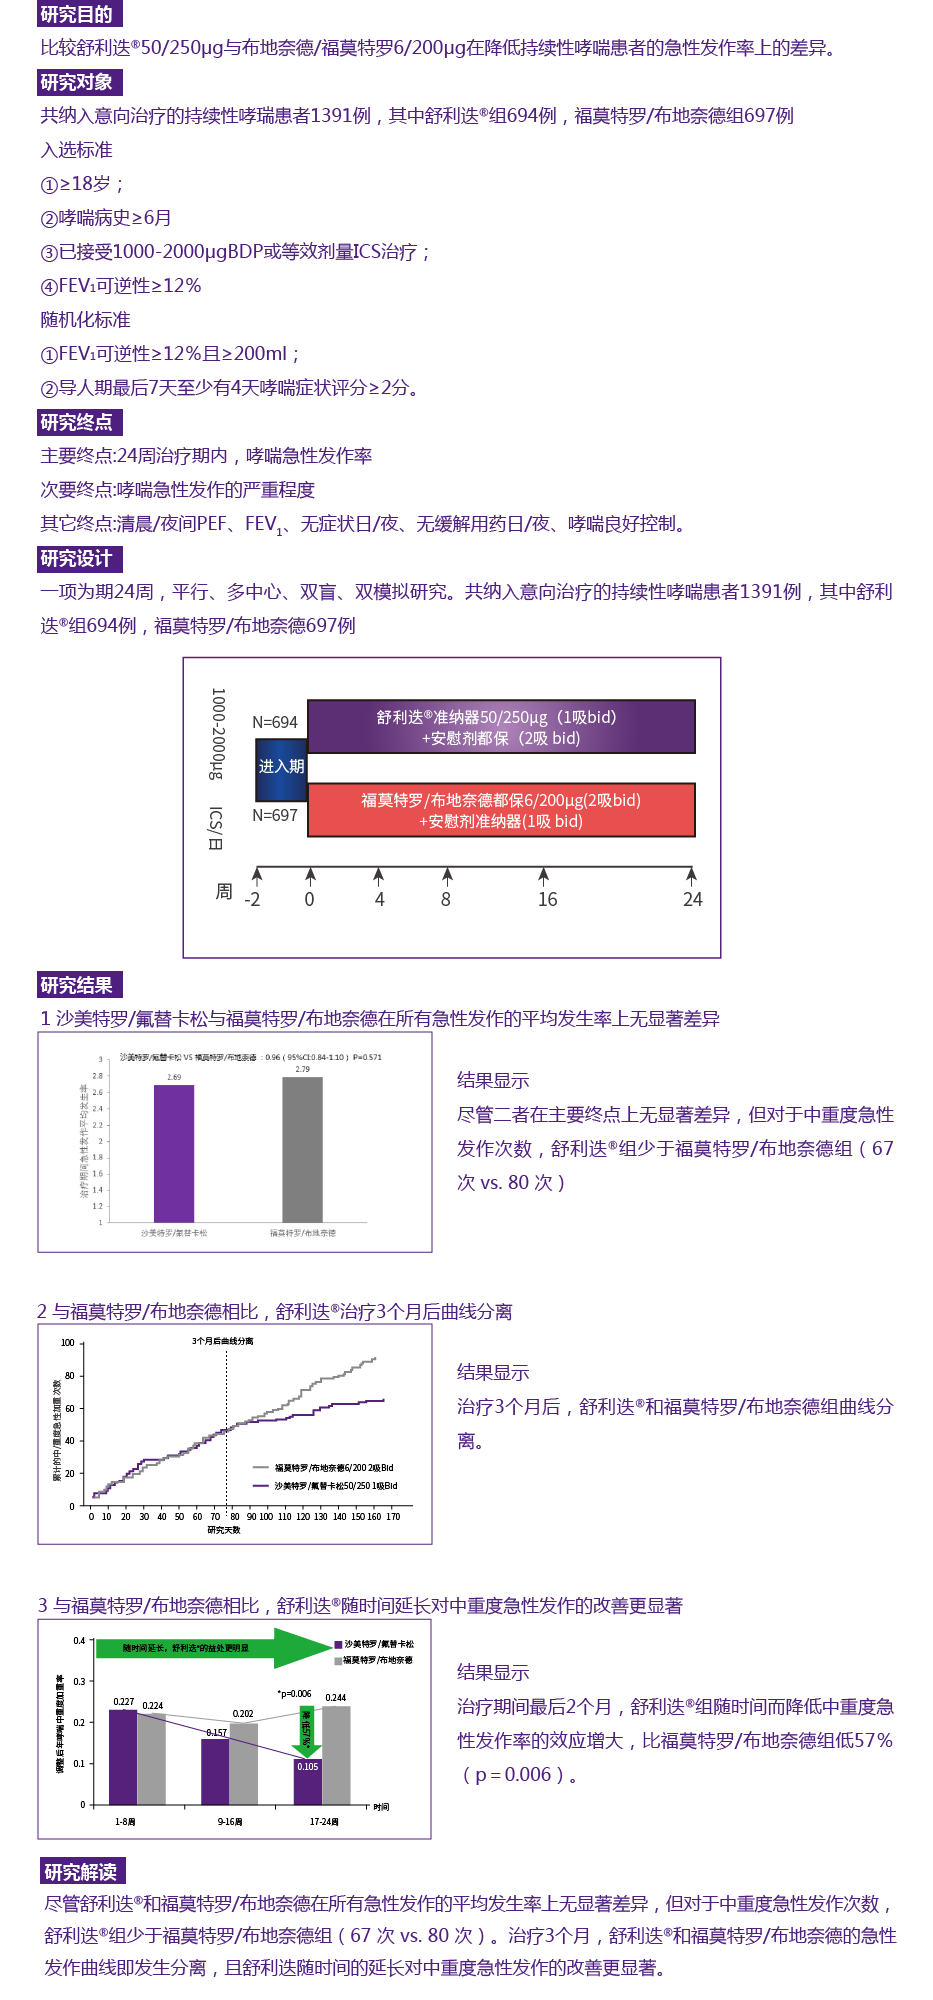 研究目的
比较舒利迭®50/250μg与布地奈德/福莫特罗6/200μg在降低持续性哮喘患者的急性发作率上的差异。
研究对象
共纳入意向治疗的持续性哮瑞患者1391例，其中舒利迭®组694例，福莫特罗/布地奈德组697例
入选标准
①≥18岁；
②哮喘病史≥6月
③已接受1000-2000μgBDP或等效剂量ICS治疗；
④FEV₁可逆性≥12%
随机化标准
①FEV₁可逆性≥12%且≥200ml；
②导人期最后7天至少有4天哮喘症状评分≥2分。
研究终点
主要终点:24周治疗期内，哮喘急性发作率
次要终点:哮喘急性发作的严重程度
其它终点:清晨/夜间PEF、FEV₁、无症状日/夜、无缓解用药日/夜、哮喘良好控制。
研究设计
一项为期24周，平行、多中心、双盲、双模拟研究。共纳入意向治疗的持续性哮喘患者1391例，其中舒利
迭®组694例，福莫特罗/布地奈德697例
1000-2000μg ICS/日
N=694
进入期
N=697
舒利迭®准纳器50/250μg（1吸bid）
+安慰剂都保（2吸 bid)
福莫特罗/布地奈德都保6/200μg(2吸bid)
+安慰剂准纳器(1吸 bid)
周 -2 0 4 8 16 24
研究结果
1 沙美特罗/氟替卡松与福莫特罗/布地奈德在所有急性发作的平均发生率上无显著差异
沙美特罗/氟替卡松 VS 福莫特罗/布地奈德 ：0.96（95%CI:0.84-1.10） P=0.571
治疗期间急性发作平均发生率
3
2.8
2.6
2.4
2.2
2
1.8
1.6
1.4
1.2
1
2.69
2.79
沙美特罗/氟替卡松
福莫特罗/布地奈德
结果显示
尽管二者在主要终点上无显著差异，但对于中重度急性
发作次数，舒利迭®组少于福莫特罗/布地奈德组（67
次 vs. 80 次）
2 与福莫特罗/布地奈德相比，舒利迭®治疗3个月后曲线分离
3个月后曲线分离
累计的中/重度急性加重次数
100
80
60
40
20
0
福莫特罗/布地奈德6/200 2吸Bid
沙美特罗/氟替卡松50/250 1吸Bid
0 10 20 30 40 50 60 70 80 90 100 110 120 130 140 150 160 170
研究天数
结果显示
治疗3个月后，舒利迭®和福莫特罗/布地奈德组曲线分
离。
3 与福莫特罗/布地奈德相比，舒利迭®随时间延长对中重度急性发作的改善更显著
随时间延长，舒利迭®的益处更明显
沙美特罗/氟替卡松
福莫特罗/布地奈德
调整后年哮喘中重度加重率
0.4
0.3
0.2
0.1
0
0.227
0.224
0.157
0.202
*p=0.006
降低57%*
0.105
0.244
时间
1-8周
9-16周
17-24周
结果显示
治疗期间最后2个月，舒利迭®组随时间而降低中重度急
性发作率的效应增大，比福莫特罗/布地奈德组低57%
（p＝0.006）。
研究解读
尽管舒利迭®和福莫特罗/布地奈德在所有急性发作的平均发生率上无显著差异，但对于中重度急性发作次数，
舒利迭®组少于福莫特罗/布地奈德组（67 次 vs. 80 次）。治疗3个月，舒利迭®和福莫特罗/布地奈德的急性
发作曲线即发生分离，且舒利迭随时间的延长对中重度急性发作的改善更显著。